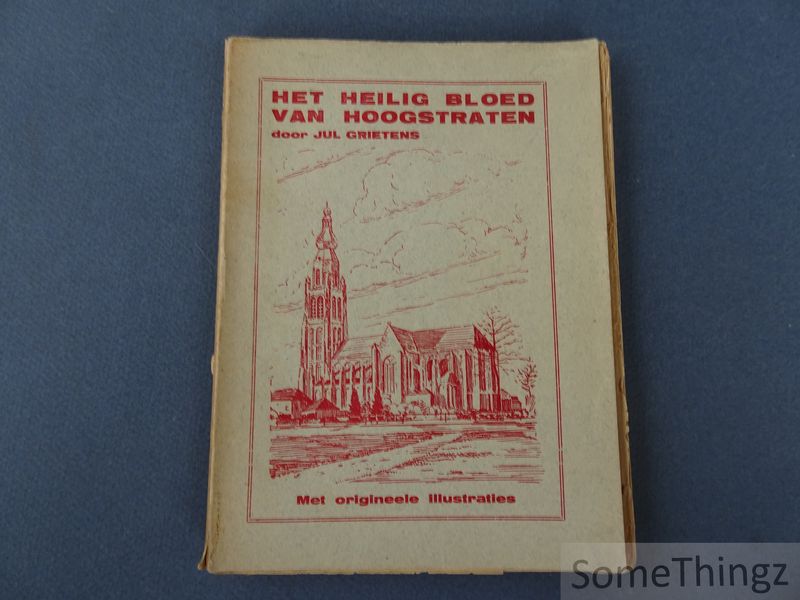 HET HEILIG BLOED
VAN HOOGSTRATEN
door JUL GRIETENS
Met origineele illustraties
SomeThingz